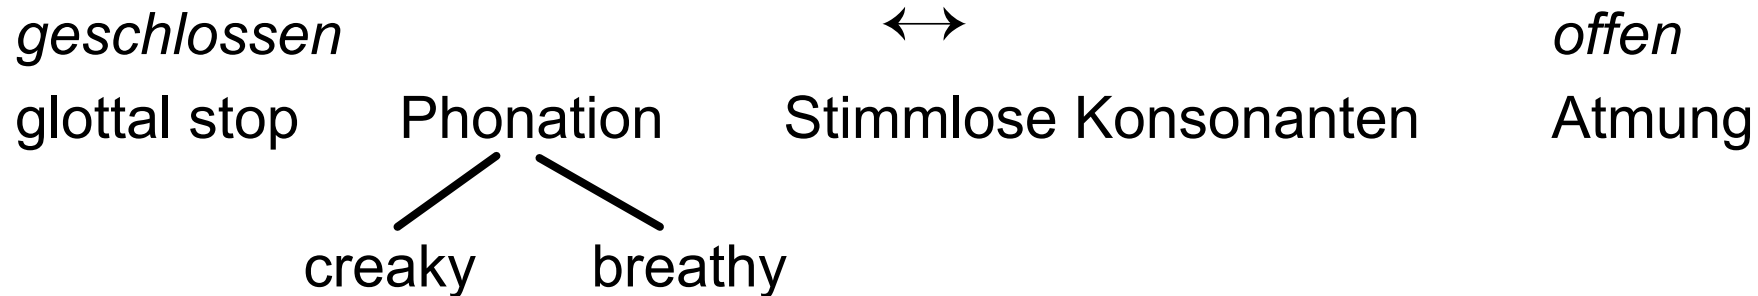 geschlossen ↔ offen
glottal stop Phonation Stimmlose Konsonanten Atmung
creaky breathy